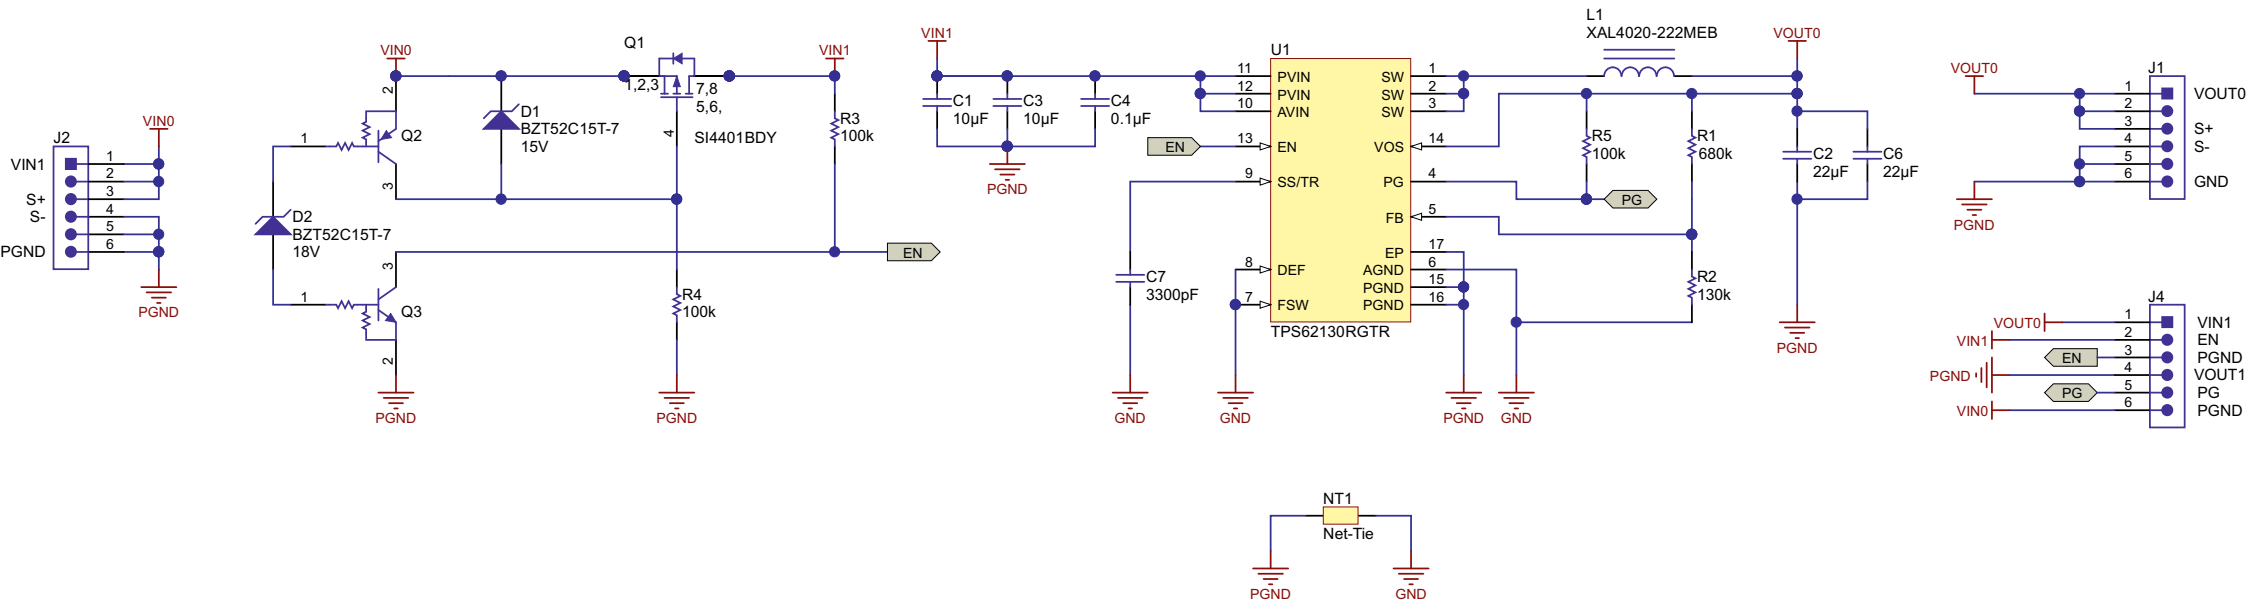 J2
VIN0
VIN1
1
2
3
4
5
6
S+
S-
PGND
PGND
VIN0
2
1
Q2
3
D2
BZT52C15T-7
18V
3
1
Q3
2
PGND
D1
BZT52C15T-7
15V
Q1
1,2,3
7,8
5,6,
4
SI4401BDY
R4
100k
PGND
VIN1
R3
100k
EN
VIN1
C1
10µF
C3
10µF
C4
0.1µF
PGND
EN
C7
3300pF
GND
GND
U1
11
PVIN
12
PVIN
10
AVIN
13
EN
9
SS/TR
8
DEF
7
FSW
SW
1
SW
2
SW
3
VOS
14
PG
4
FB
5
EP
17
AGND
6
PGND
15
PGND
16
TPS62130RGTR
PGND
GND
L1
XAL4020-222MEB
R5
100k
PG
R1
680k
R2
130k
VOUT0
C2
22µF
C6
22µF
PGND
VOUT0
J1
1
2
3
4
5
6
VOUT0
S+
S-
GND
PGND
J4
VOUT0
1
VIN1
VIN1
2
EN
EN
3
PGND
PGND
4
VOUT1
PG
5
PG
VIN0
6
PGND
NT1
Net-Tie
PGND
GND